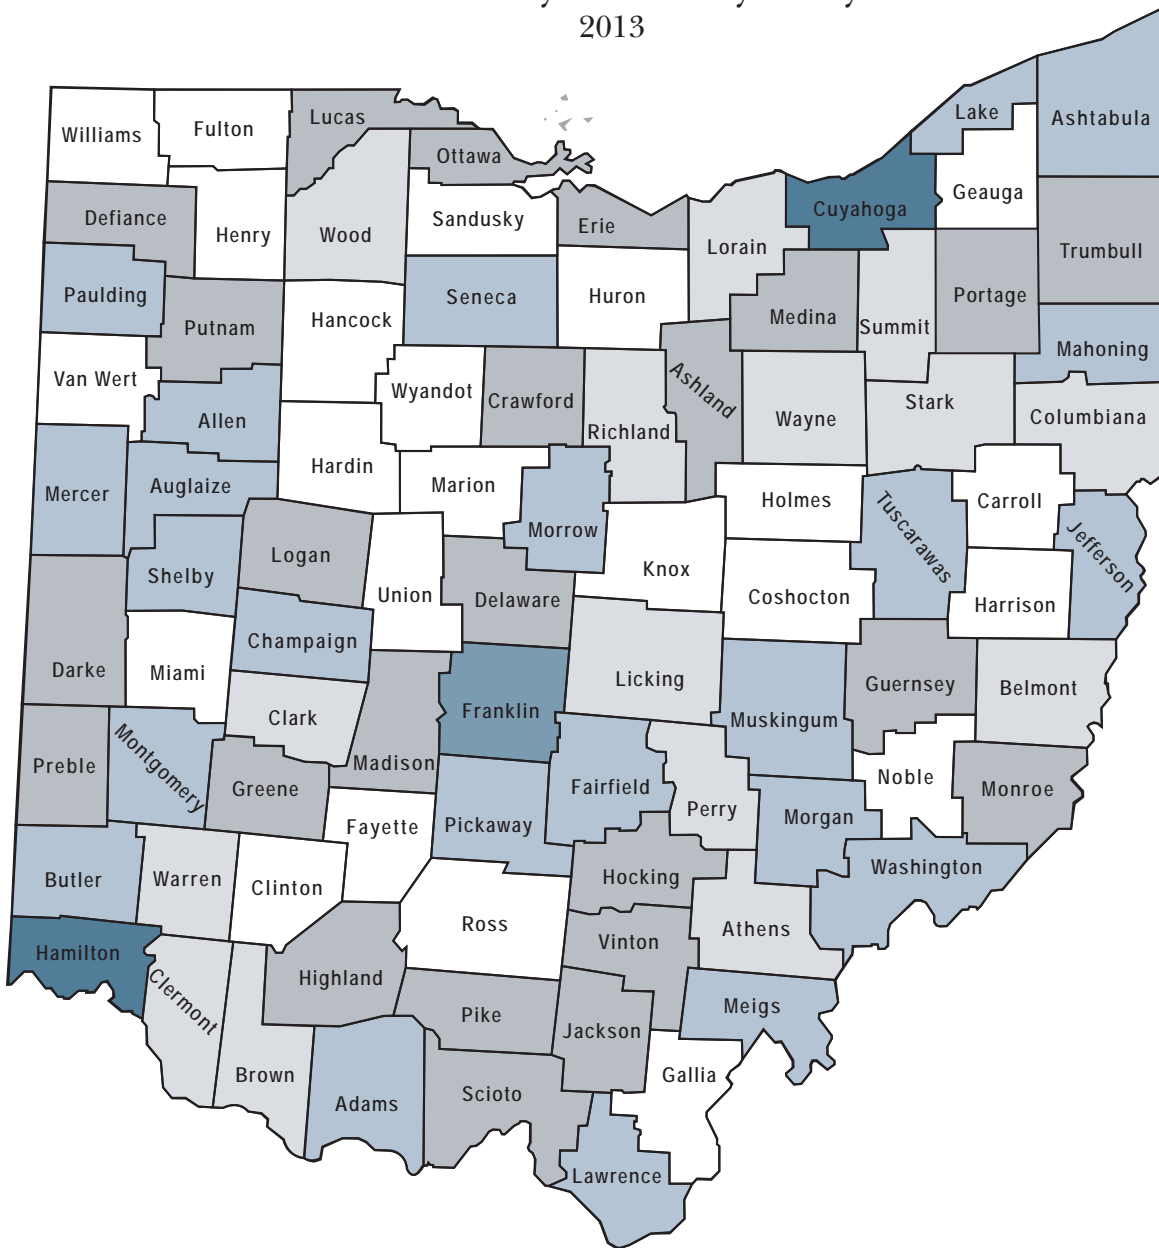 2013
Williams
Fulton
Lucas
Ottawa
Lake
Ashtabula
Defiance
Henry
Wood
Sandusky
Erie
Lorain
Cuyahoga
Geauga
Trumbull
Paulding
Putnam
Hancock
Seneca
Huron
Medina
Summit
Portage
Mahoning
Van Wert
Allen
Wyandot
Crawford
Richland
Ashland
Wayne
Stark
Columbiana
Mercer
Auglaize
Hardin
Marion
Morrow
Holmes
Tuscarawas
Carroll
Jefferson
Shelby
Logan
Union
Delaware
Knox
Coshocton
Harrison
Darke
Miami
Champaign
Clark
Madison
Franklin
Licking
Muskingum
Guernsey
Belmont
Preble
Montgomery
Greene
Fayette
Pickaway
Fairfield
Perry
Morgan
Noble
Monroe
Butler
Warren
Clinton
Ross
Hocking
Athens
Washington
Hamilton
Clermont
Highland
Vinton
Meigs
Brown
Adams
Pike
Jackson
Scioto
Gallia
Lawrence